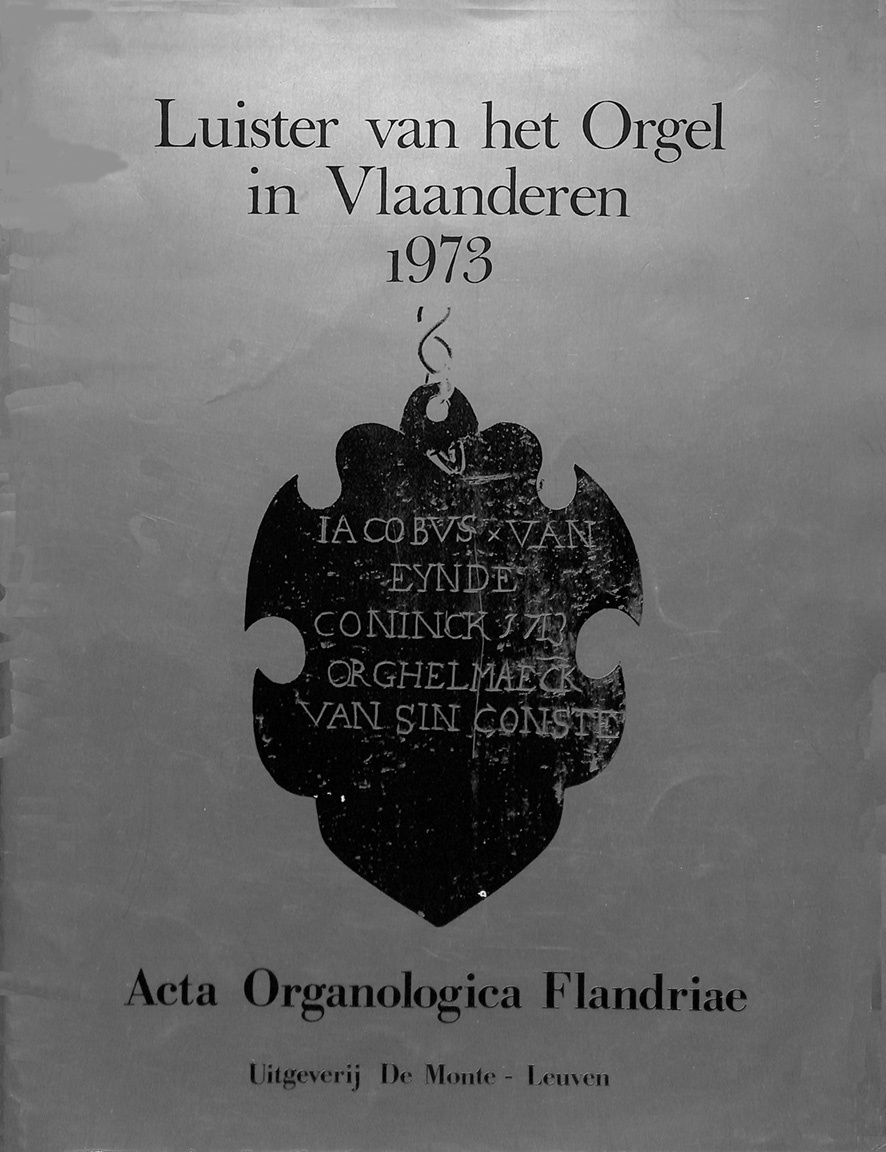 Luister van het Orgel
in Vlaanderen
1973
IACOBVS × VAN
EYNDE
CONINCK 1713
ORGHELMAECK
VAN SIN CONSTE
Acta Organologica Flandriae
Uitgeverij De Monte - Leuven